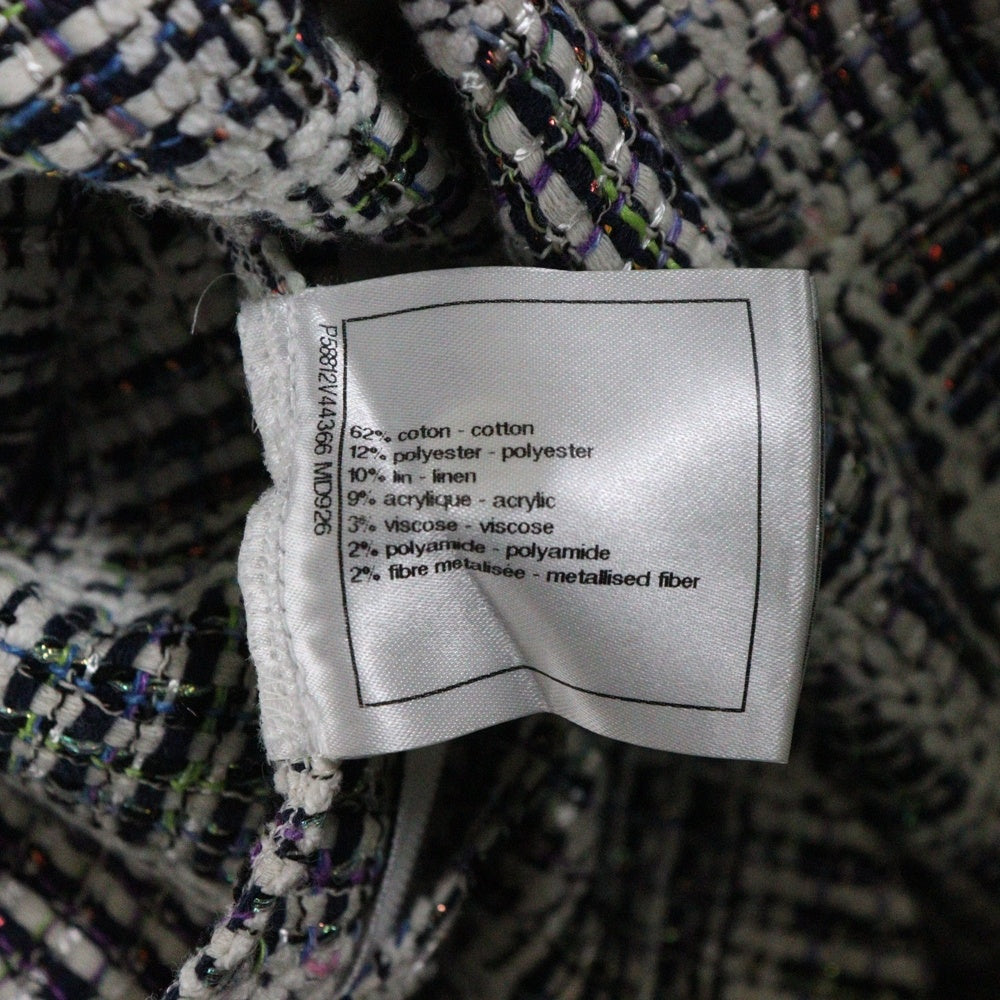 P58812V44366 MD926
62% coton - cotton
12% polyester - polyester
10% lin - linen
9% acrylique - acrylic
3% viscose - viscose
2% polyamide - polyamide
2% fibre metalisée - metallised fiber